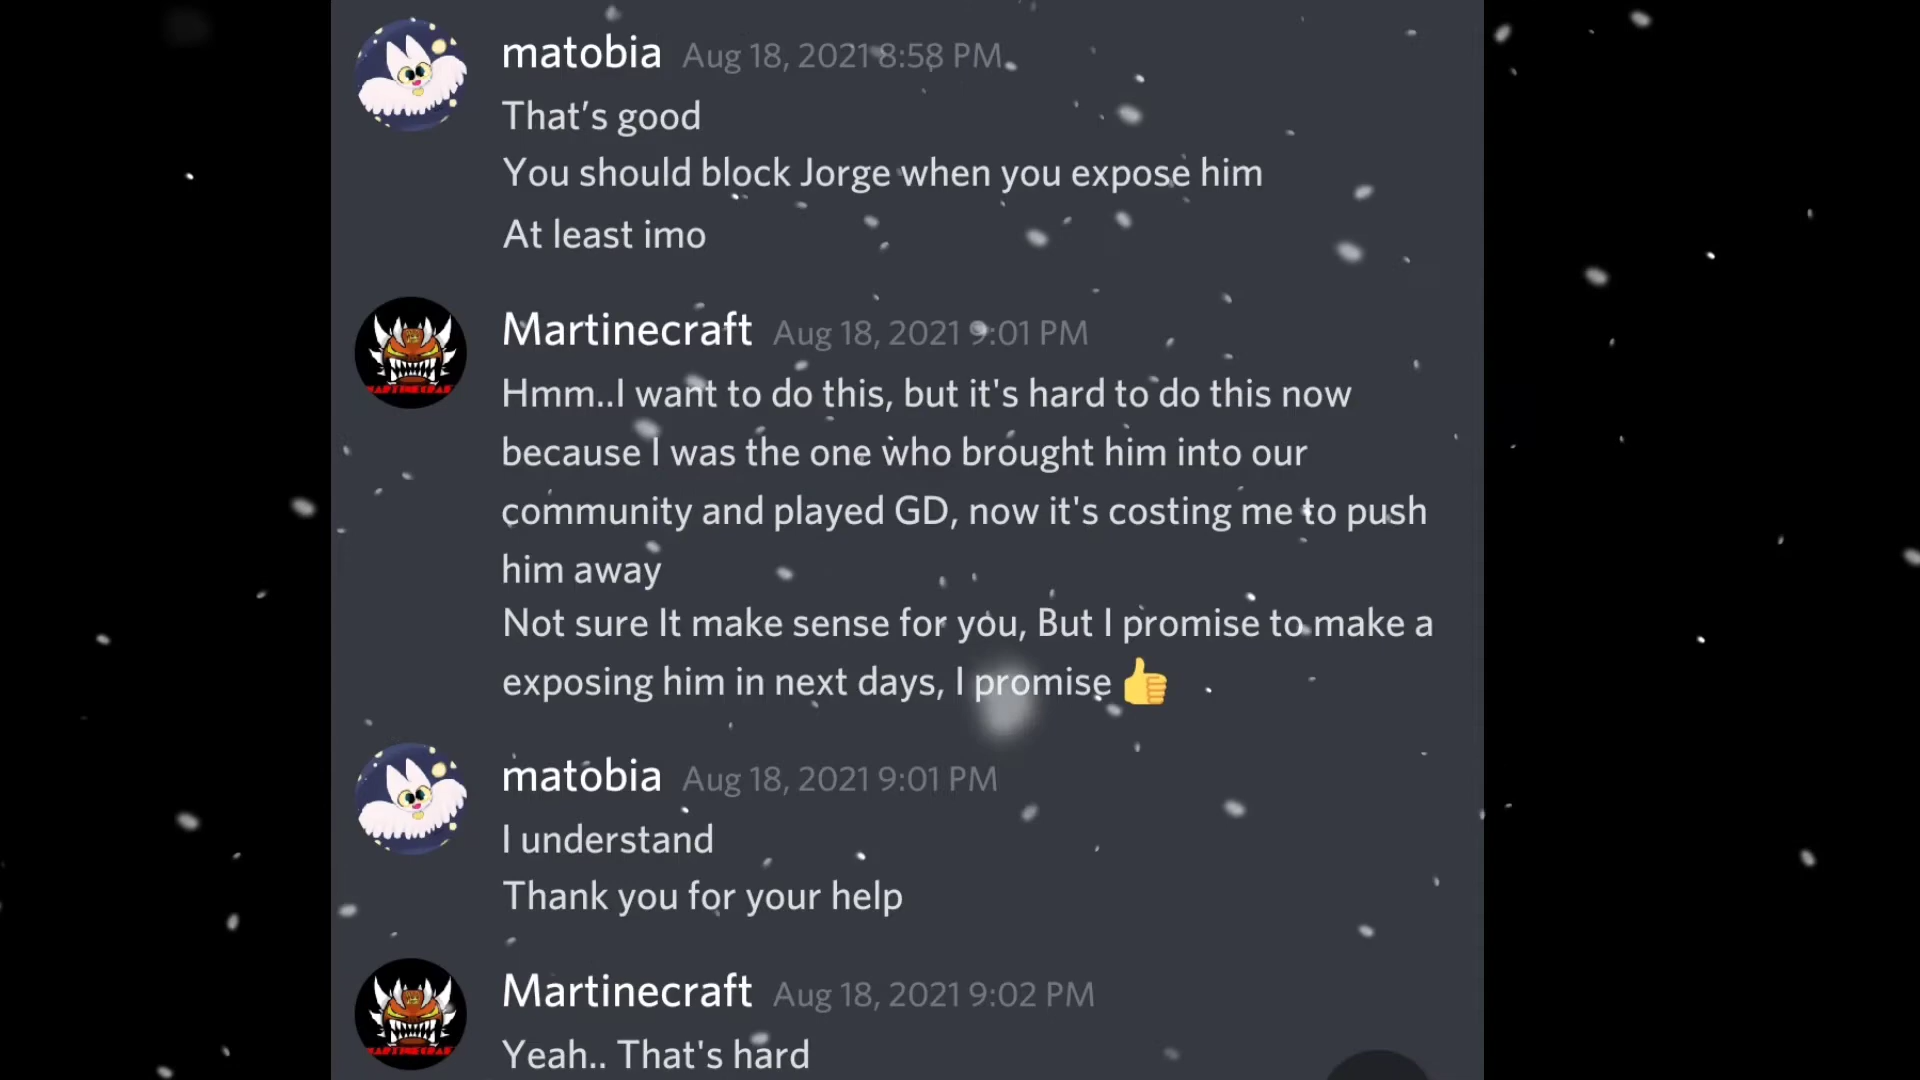 matobia Aug 18, 2021 8:58 PM
That’s good
You should block Jorge when you expose him
At least imo
Martinecraft Aug 18, 2021 9:01 PM
Hmm..I want to do this, but it's hard to do this now
because I was the one who brought him into our
community and played GD, now it's costing me to push
him away
Not sure It make sense for you, But I promise to make a
exposing him in next days, I promise 👍
MARTINECRAFT
matobia Aug 18, 2021 9:01 PM
I understand
Thank you for your help
Martinecraft Aug 18, 2021 9:02 PM
Yeah.. That's hard
MARTINECRAFT